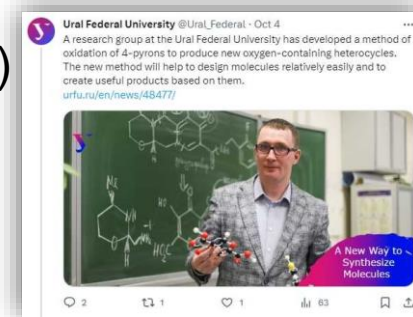 )
Ural Federal University @Ural_Federal · Oct 4
A research group at the Ural Federal University has developed a method of
oxidation of 4-pyrons to produce new oxygen-containing heterocycles.
The new method will help to design molecules relatively easily and to
create useful products based on them.
urfu.ru/en/news/48477/
A New Way to
Synthesize
Molecules
2
1
1
63